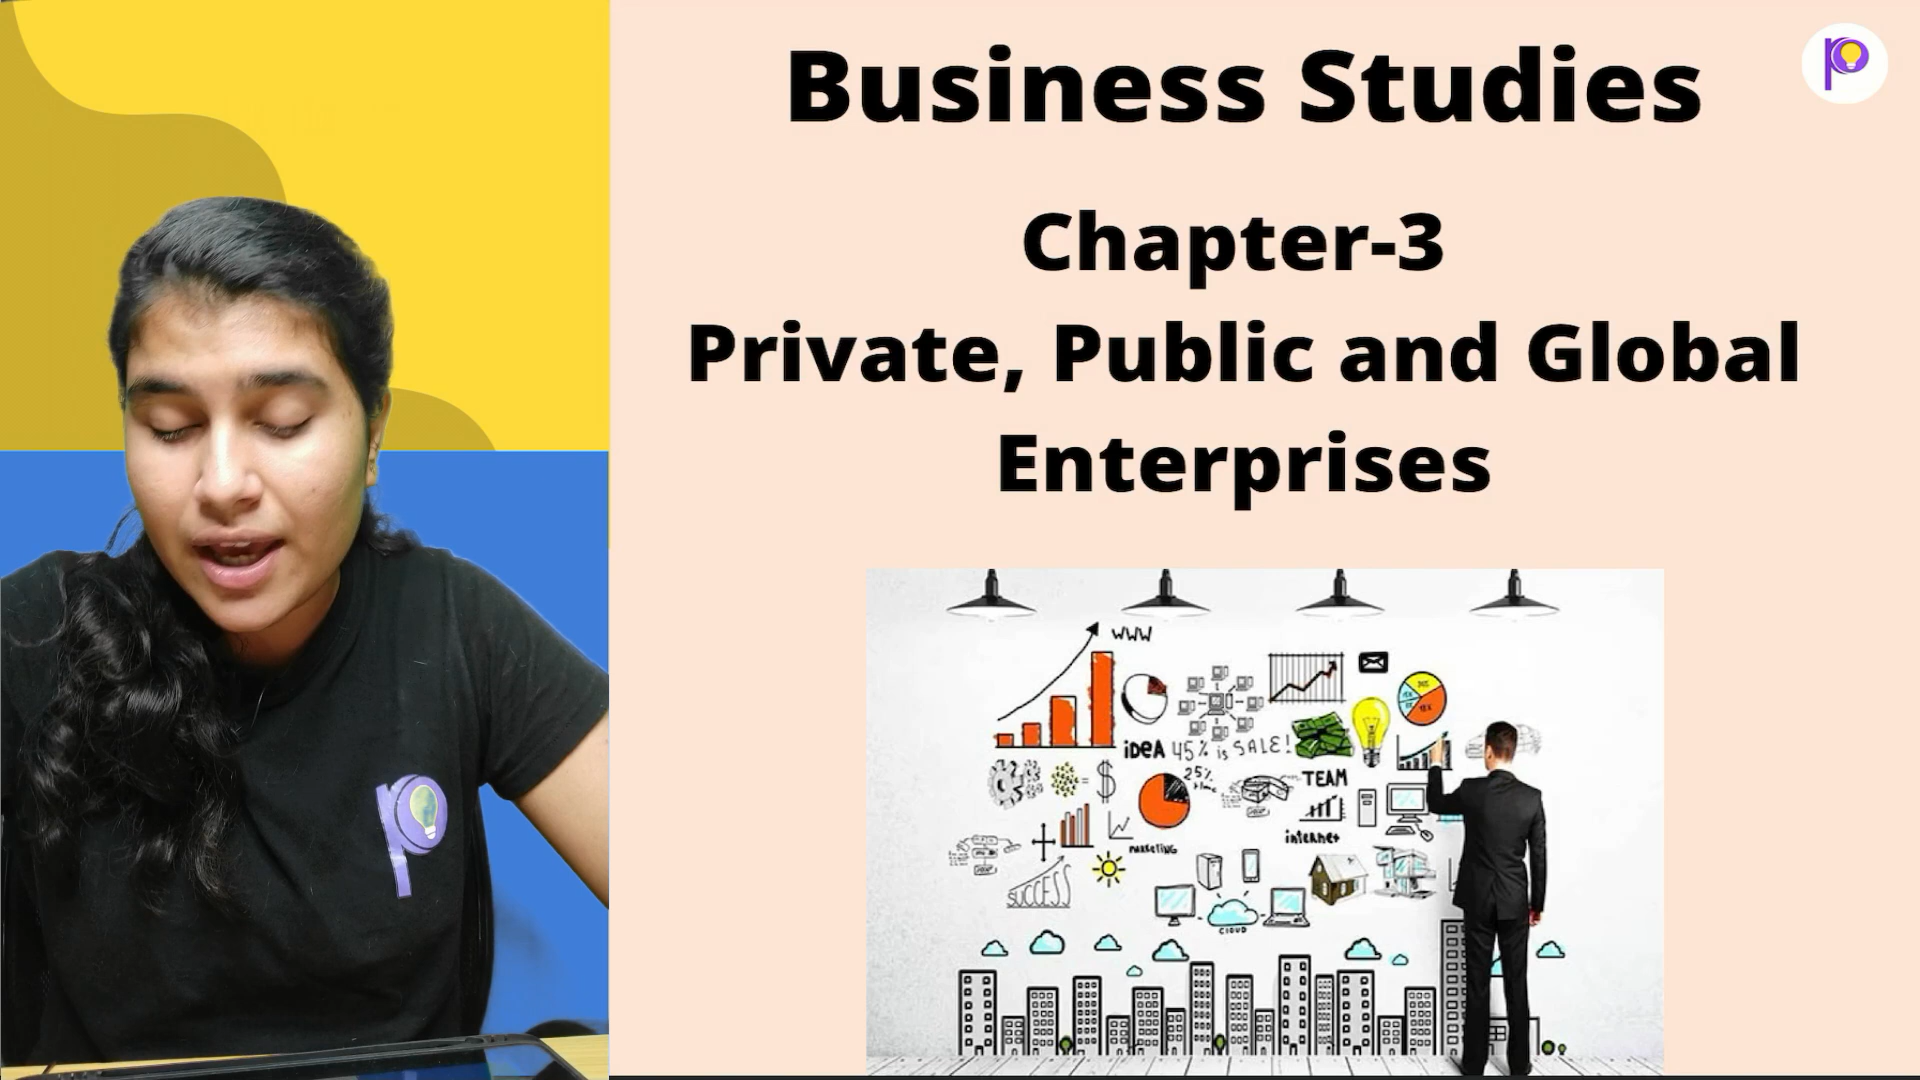 Business Studies
Chapter-3
Private, Public and Global
Enterprises
www
iDEA 45% is SALE!
25%
time
TEAM
internet
MARKETING
SUCCESS
CLOUD